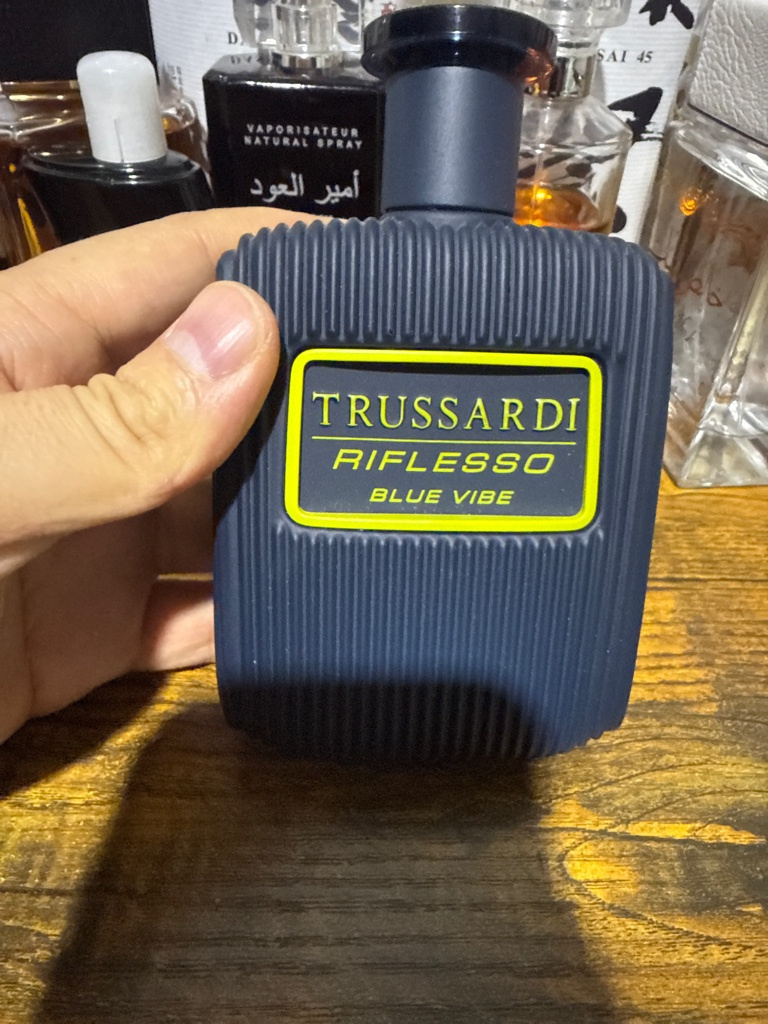 SAI 45
VAPORISATEUR
NATURAL SPRAY
أمير العود
TRUSSARDI
RIFLESSO
BLUE VIBE